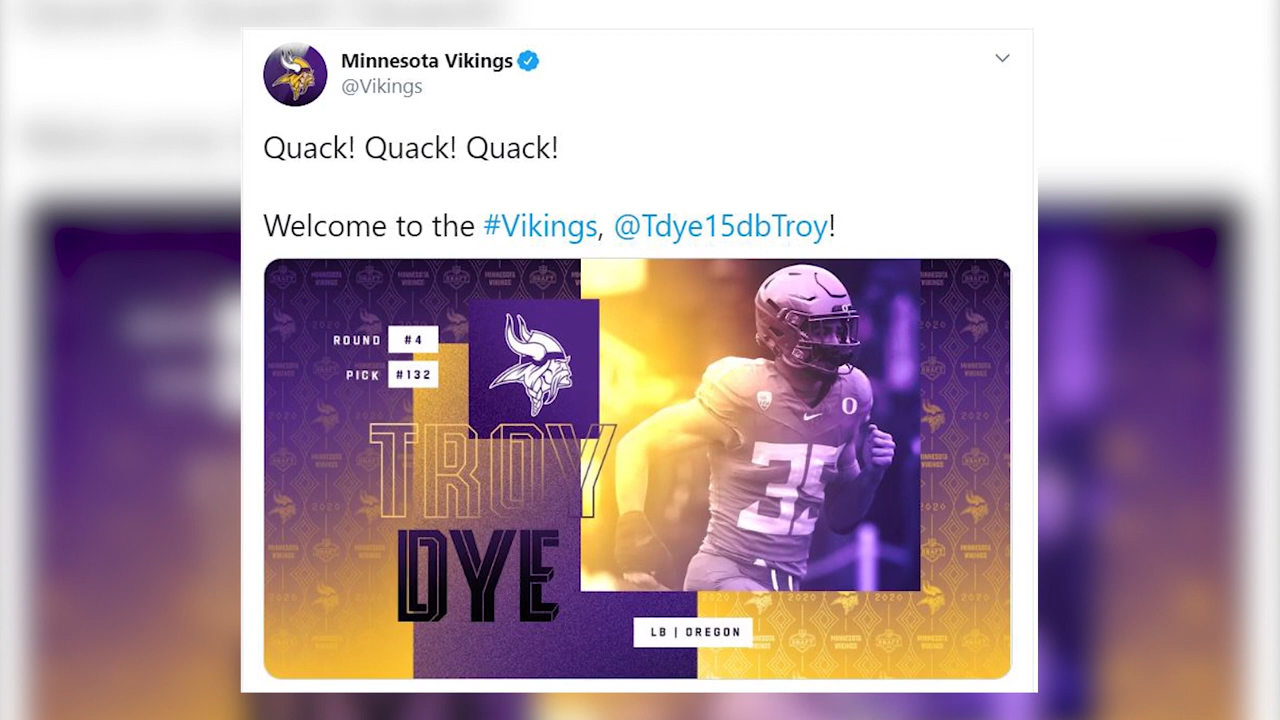 Minnesota Vikings
@Vikings
Quack! Quack! Quack!
Welcome to the #Vikings, @Tdye15dbTroy!
ROUND #4
PICK #132
TROY
DYE
O
35
LB | OREGON